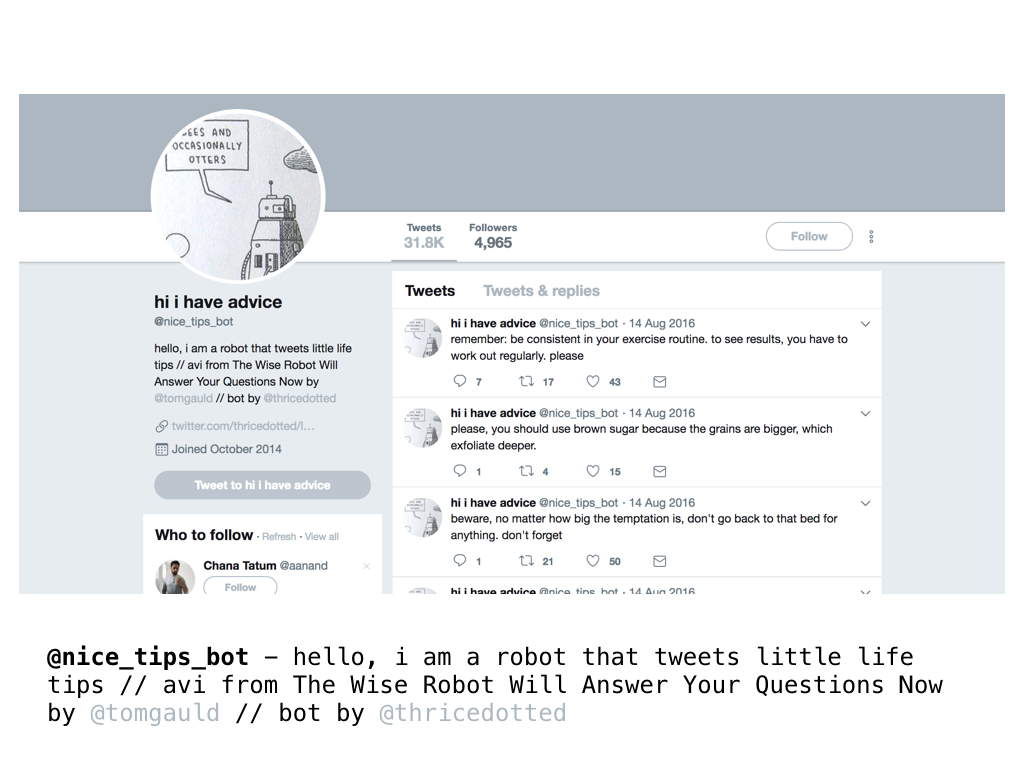 BEES AND
OCCASIONALLY
OTTERS
Tweets
31.8K
Followers
4,965
Follow
hi i have advice
@nice_tips_bot
hello, i am a robot that tweets little life
tips // avi from The Wise Robot Will
Answer Your Questions Now by
@tomgauld // bot by @thricedotted
twitter.com/thricedotted/l…
Joined October 2014
Tweet to hi i have advice
Who to follow · Refresh · View all
Chana Tatum @aanand
Follow
Tweets Tweets & replies
hi i have advice @nice_tips_bot · 14 Aug 2016
remember: be consistent in your exercise routine. to see results, you have to
work out regularly. please
7 17 43
hi i have advice @nice_tips_bot · 14 Aug 2016
please, you should use brown sugar because the grains are bigger, which
exfoliate deeper.
1 4 15
hi i have advice @nice_tips_bot · 14 Aug 2016
beware, no matter how big the temptation is, don't go back to that bed for
anything. don't forget
1 21 50
hi i have advice @nice_tips_bot · 14 Aug 2016
@nice_tips_bot – hello, i am a robot that tweets little life
tips // avi from The Wise Robot Will Answer Your Questions Now
by @tomgauld // bot by @thricedotted